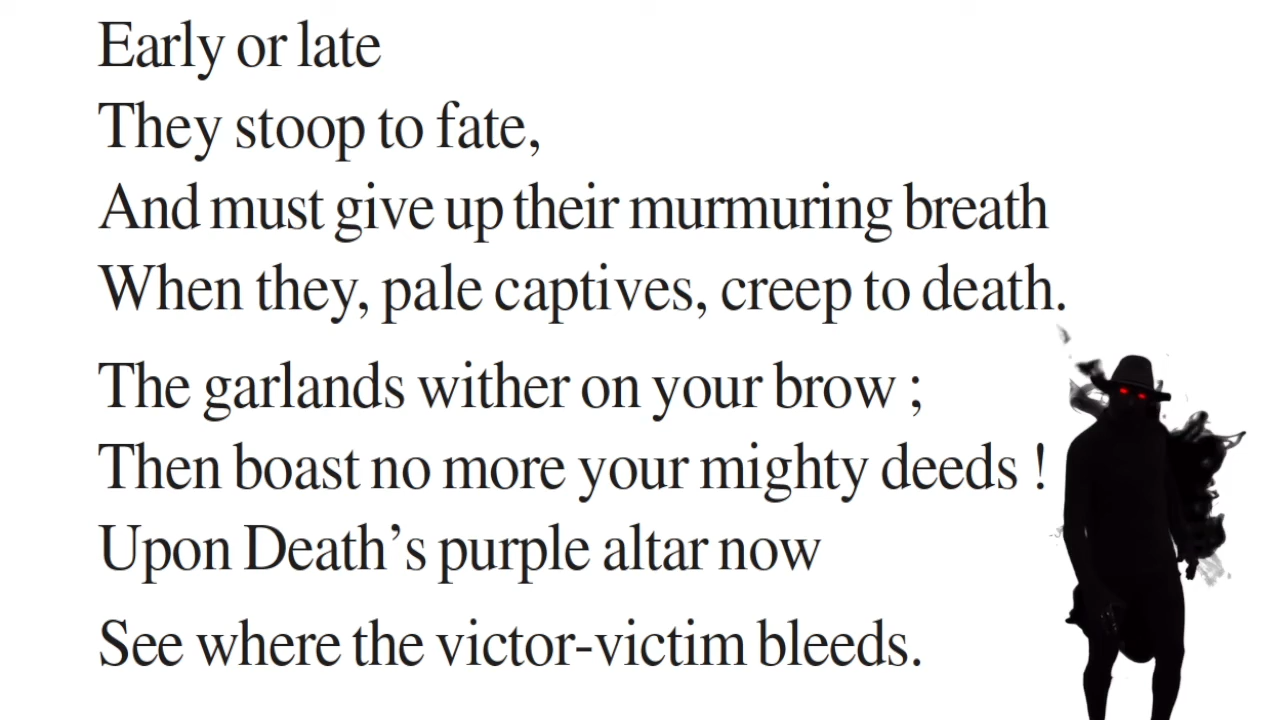 Early or late
They stoop to fate,
And must give up their murmuring breath
When they, pale captives, creep to death.
The garlands wither on your brow ;
Then boast no more your mighty deeds !
Upon Death’s purple altar now
See where the victor-victim bleeds.